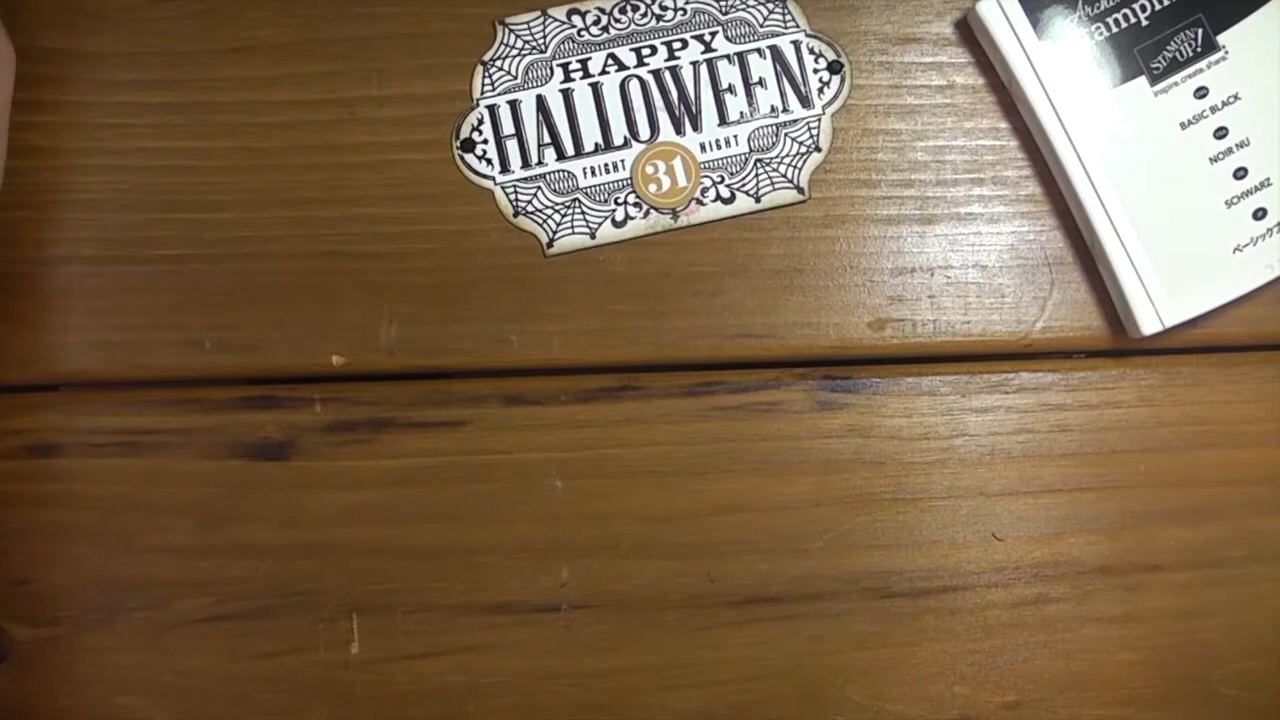 HAPPY
HALLOWEEN
FRIGHT 31 NIGHT
STAMPIN'
UP!
inspire.create.share.
BASIC BLACK
NOIR NU
SCHWARZ